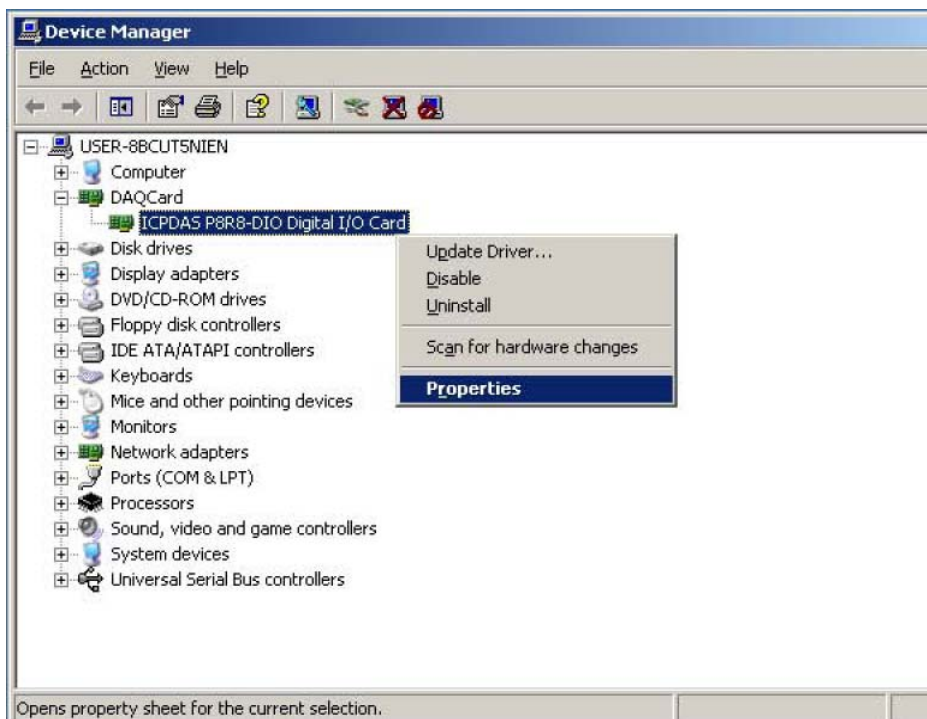 Device Manager
File Action View Help
USER-8BCUT5NIEN
Computer
DAQCard
ICPDAS P8R8-DIO Digital I/O Card
Disk drives
Display adapters
DVD/CD-ROM drives
Floppy disk controllers
IDE ATA/ATAPI controllers
Keyboards
Mice and other pointing devices
Monitors
Network adapters
Ports (COM & LPT)
Processors
Sound, video and game controllers
System devices
Universal Serial Bus controllers
Update Driver...
Disable
Uninstall
Scan for hardware changes
Properties
Opens property sheet for the current selection.